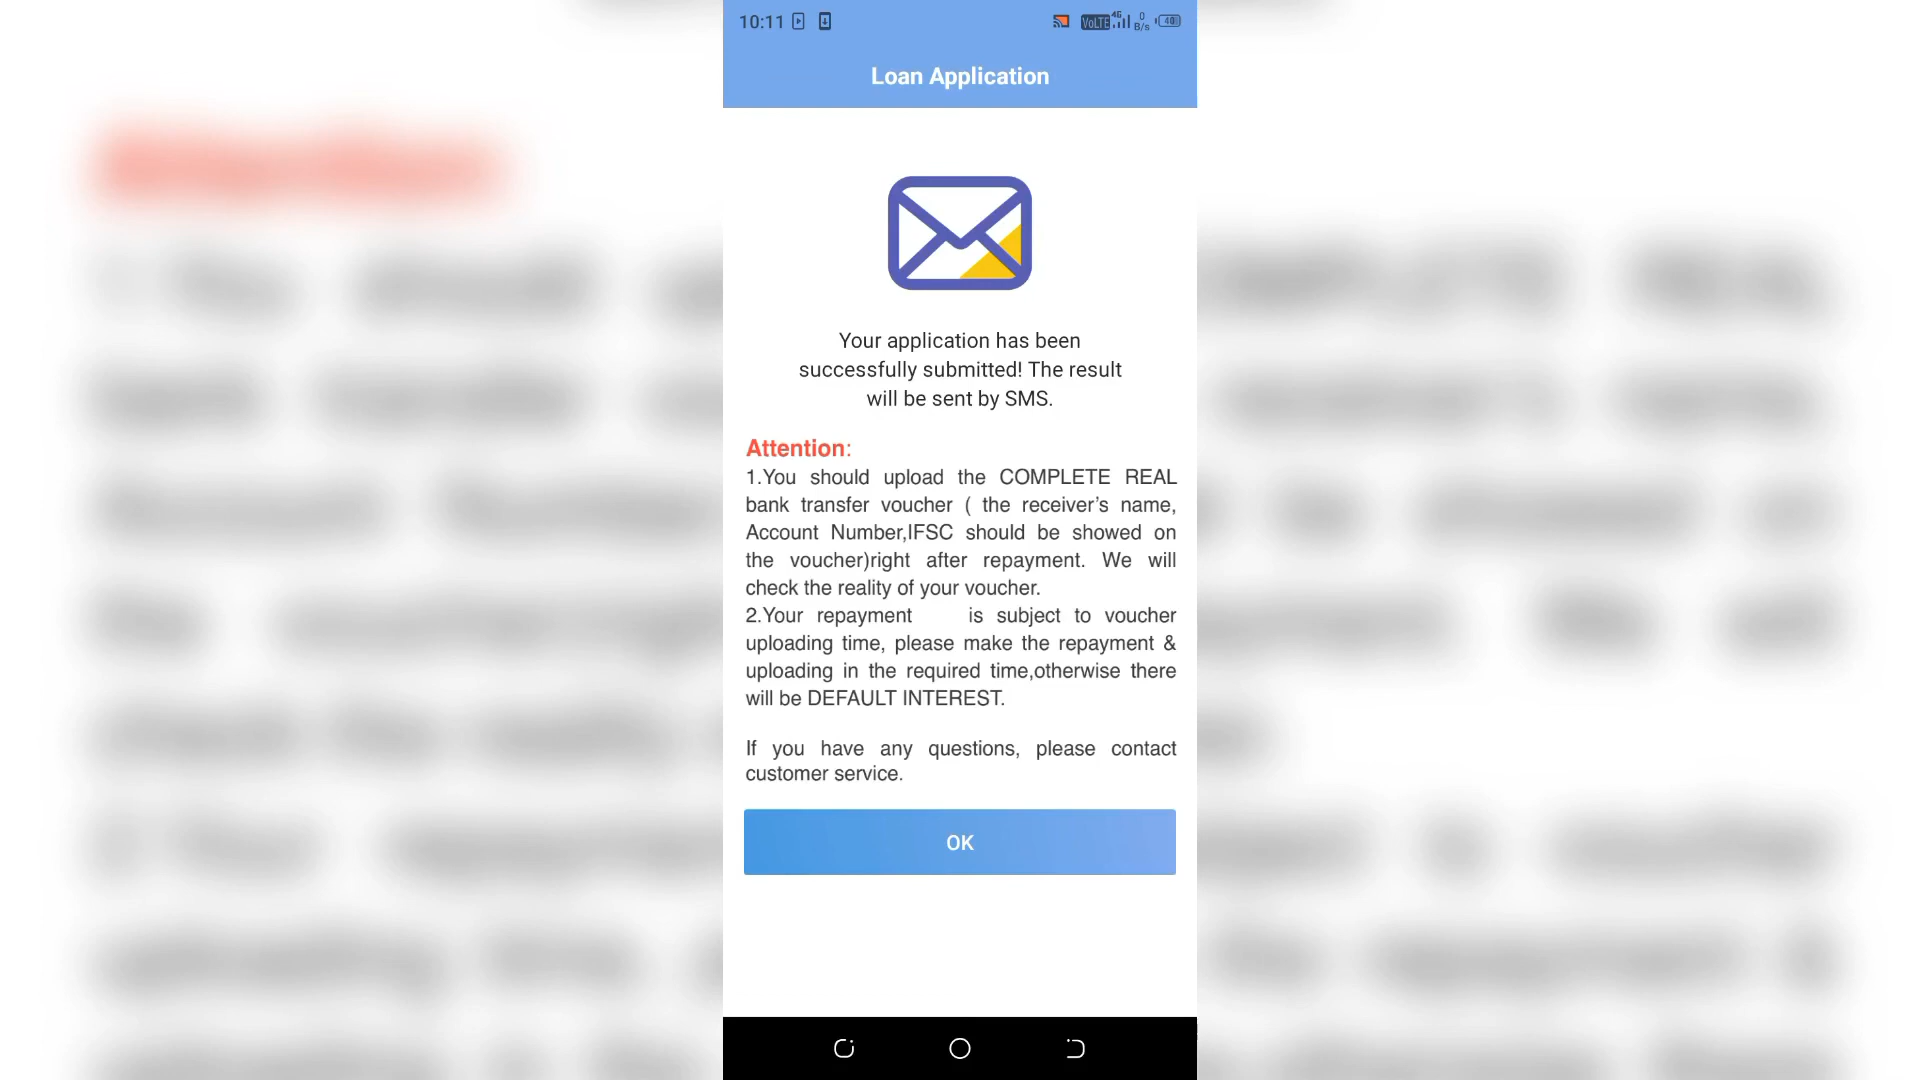 10:11
VoLTE 4G 0 B/s 40
Loan Application
Your application has been
successfully submitted! The result
will be sent by SMS.
Attention:
1.You should upload the COMPLETE REAL
bank transfer voucher ( the receiver’s name,
Account Number,IFSC should be showed on
the voucher)right after repayment. We will
check the reality of your voucher.
2.Your repayment is subject to voucher
uploading time, please make the repayment &
uploading in the required time,otherwise there
will be DEFAULT INTEREST.
If you have any questions, please contact
customer service.
OK